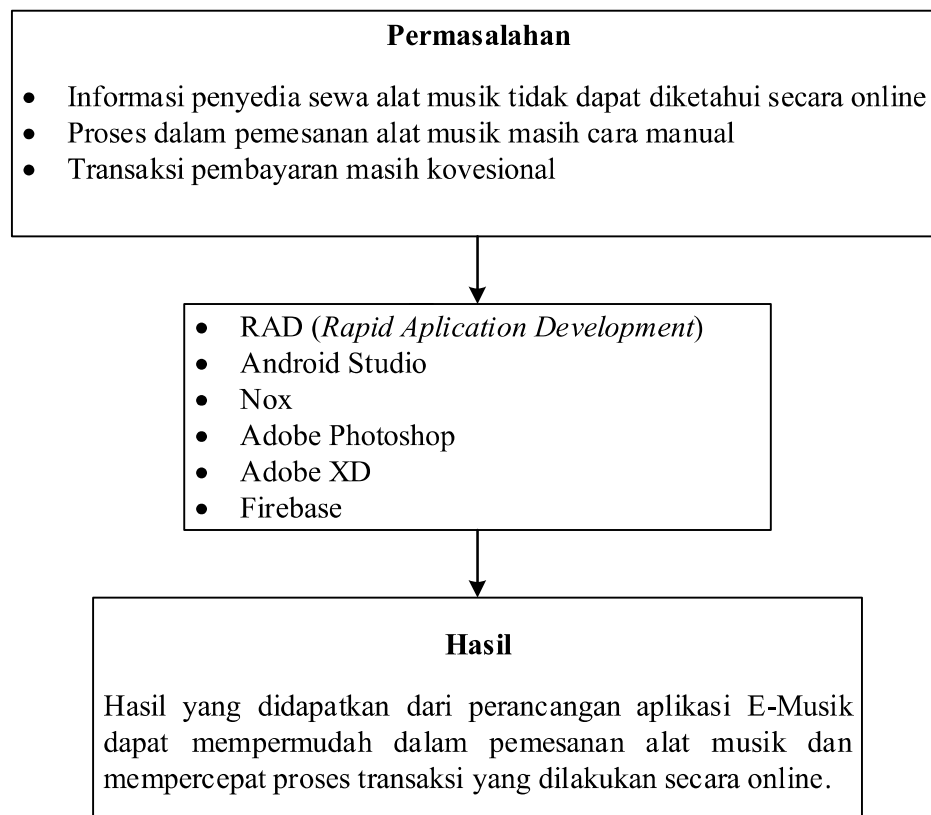 Permasalahan
• Informasi penyedia sewa alat musik tidak dapat diketahui secara online
• Proses dalam pemesanan alat musik masih cara manual
• Transaksi pembayaran masih kovesional
• RAD (Rapid Aplication Development)
• Android Studio
• Nox
• Adobe Photoshop
• Adobe XD
• Firebase
Hasil
Hasil yang didapatkan dari perancangan aplikasi E-Musik
dapat mempermudah dalam pemesanan alat musik dan
mempercepat proses transaksi yang dilakukan secara online.